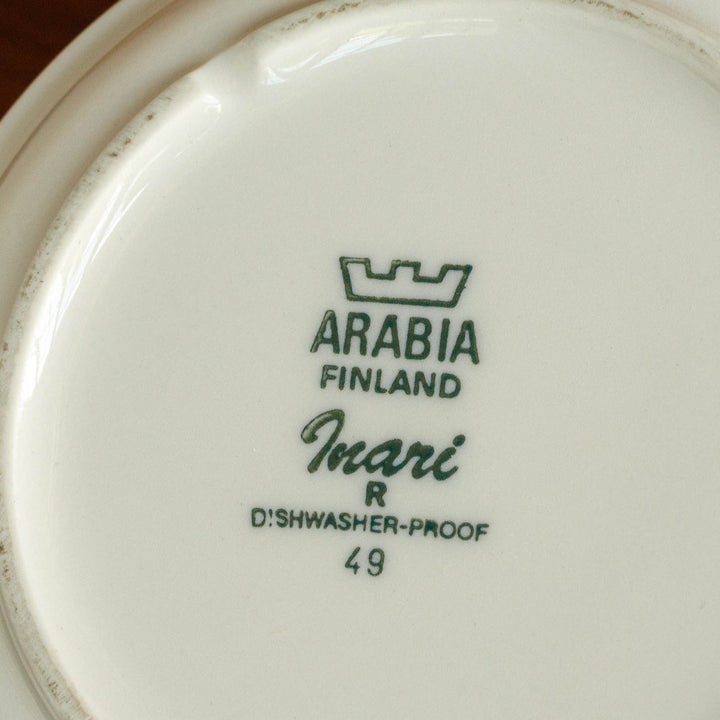 ARABIA
FINLAND
Inari
R
DISHWASHER-PROOF
49